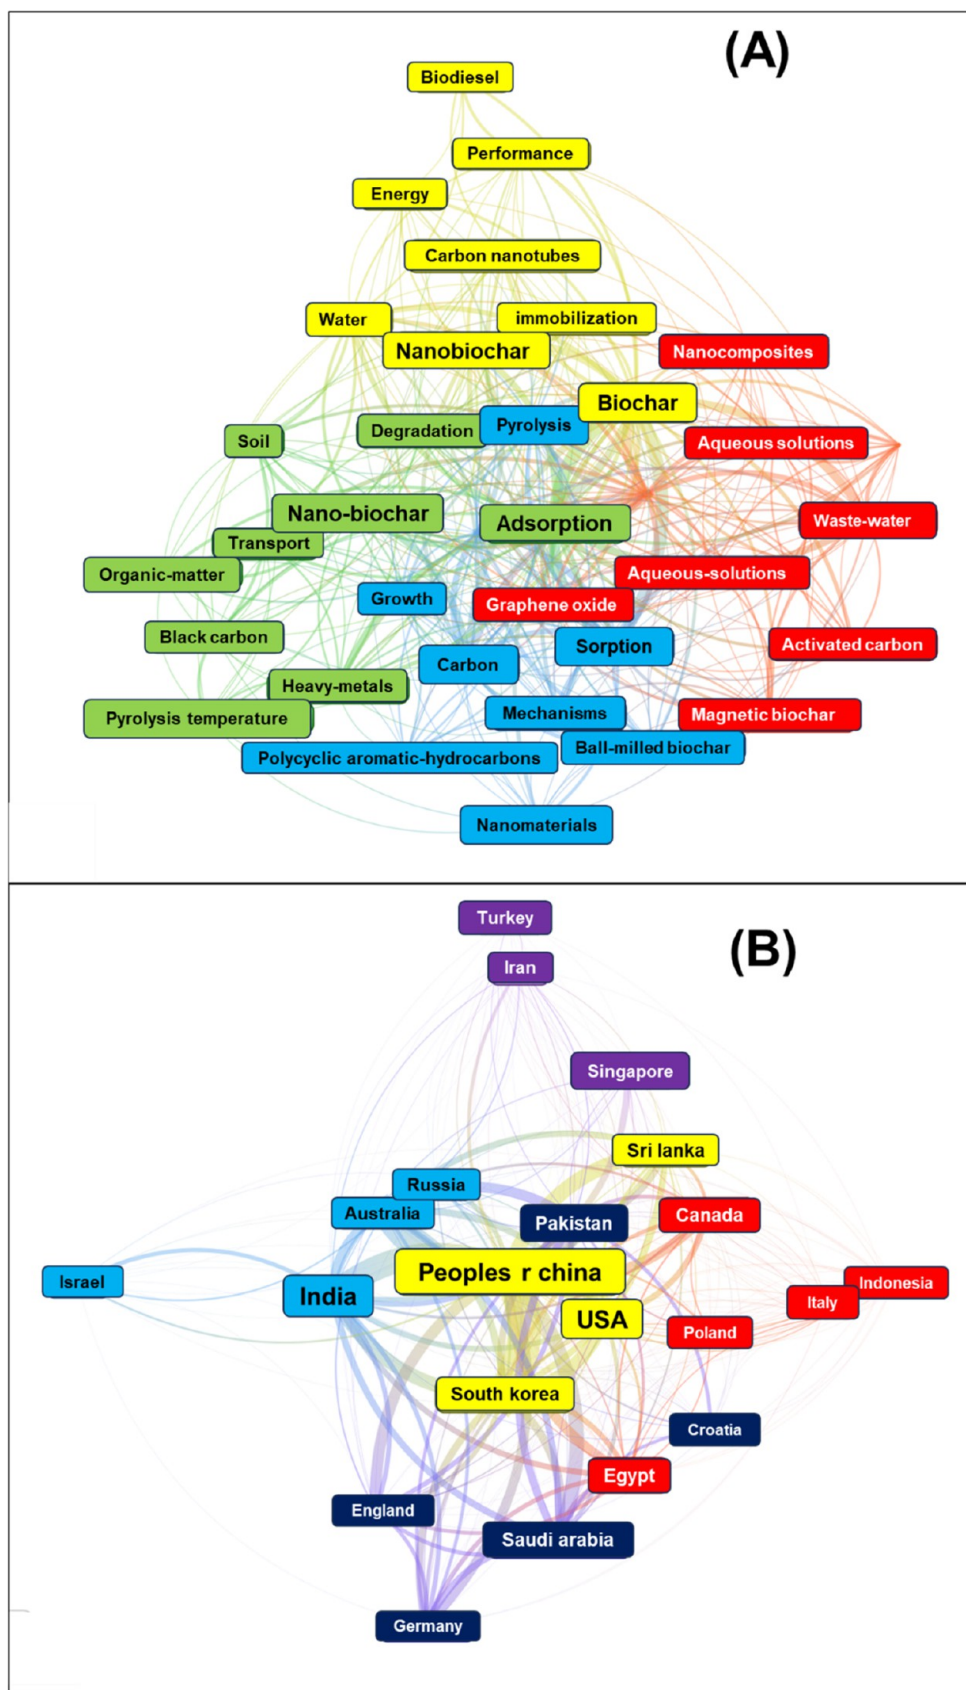 (A)
Biodiesel
Performance
Energy
Carbon nanotubes
Water
immobilization
Nanobiochar
Nanocomposites
Biochar
Pyrolysis
Degradation
Soil
Aqueous solutions
Nano-biochar
Adsorption
Waste-water
Transport
Organic-matter
Aqueous-solutions
Growth
Graphene oxide
Black carbon
Sorption
Activated carbon
Carbon
Heavy-metals
Pyrolysis temperature
Mechanisms
Magnetic biochar
Polycyclic aromatic-hydrocarbons
Ball-milled biochar
Nanomaterials
(B)
Turkey
Iran
Singapore
Sri lanka
Russia
Australia
Pakistan
Canada
Peoples r china
Israel
India
Indonesia
Italy
USA
Poland
South korea
Croatia
Egypt
England
Saudi arabia
Germany